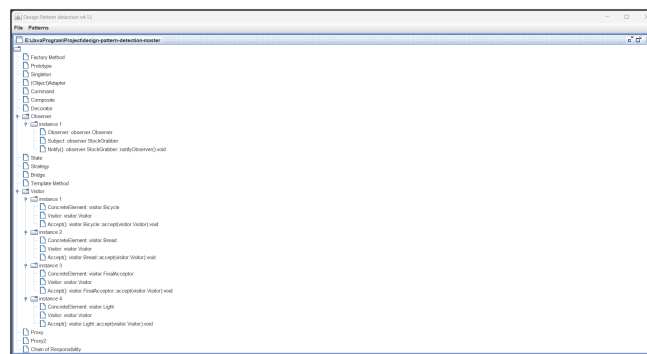 Design Pattern detection v4.13
File Patterns
E:\JavaProgram\Project\design-pattern-detection-master
Factory Method
Prototype
Singleton
(Object)Adapter
Command
Composite
Decorator
Observer
instance 1
Observer: observer.Observer
Subject: observer.StockGrabber
Notify(): observer.StockGrabber::notifyObserver():void
State
Strategy
Bridge
Template Method
Visitor
instance 1
ConcreteElement: visitor.Bicycle
Visitor: visitor.Visitor
Accept(): visitor.Bicycle::accept(visitor.Visitor):void
instance 2
ConcreteElement: visitor.Bread
Visitor: visitor.Visitor
Accept(): visitor.Bread::accept(visitor.Visitor):void
instance 3
ConcreteElement: visitor.FinalAcceptor
Visitor: visitor.Visitor
Accept(): visitor.FinalAcceptor::accept(visitor.Visitor):void
instance 4
ConcreteElement: visitor.Light
Visitor: visitor.Visitor
Accept(): visitor.Light::accept(visitor.Visitor):void
Proxy
Proxy2
Chain of Responsibility